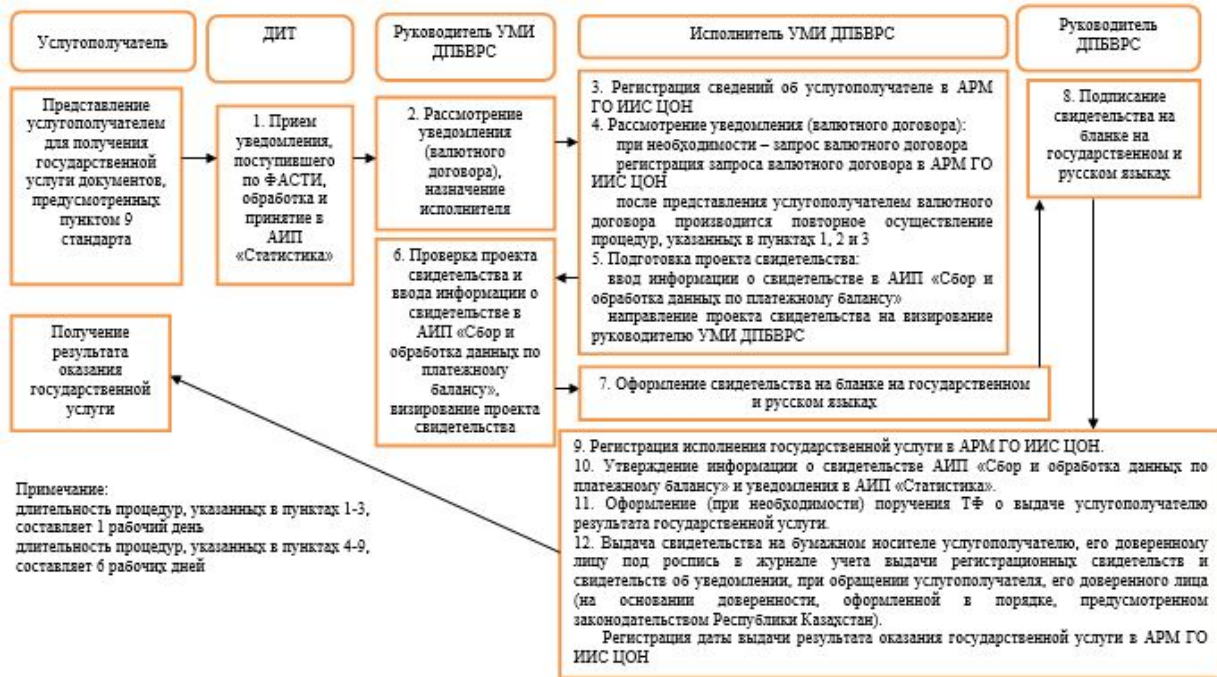 Услугополучатель
ДИТ
Руководитель УМИ
ДПБВРС
Исполнитель УМИ ДПБВРС
Руководитель
ДПБВРС
Представление
услугополучателем
для получения
государственной
услуги документов,
предусмотренных
пунктом 9
стандарта
1. Прием
уведомления,
поступившего
по ФАСТИ,
обработка и
принятие в
АИП
«Статистика»
2. Рассмотрение
уведомления
(валютного
договора),
назначение
исполнителя
3. Регистрация сведений об услугополучателе в АРМ
ГО ИИС ЦОН
4. Рассмотрение уведомления (валютного договора):
при необходимости – запрос валютного договора
регистрация запроса валютного договора в АРМ ГО
ИИС ЦОН
после представления услугополучателем валютного
договора производится повторное осуществление
процедур, указанных в пунктах 1, 2 и 3
5. Подготовка проекта свидетельства:
ввод информации о свидетельстве в АИП «Сбор и
обработка данных по платежному балансу»
направление проекта свидетельства на визирование
руководителю УМИ ДПБВРС
8. Подписание
свидетельства на
бланке на
государственном и
русском языках
6. Проверка проекта
свидетельства и
ввода информации о
свидетельстве в
АИП «Сбор и
обработка данных по
платежному
балансу»,
визирование проекта
свидетельства
7. Оформление свидетельства на бланке на государственном
и русском языках
Получение
результата
оказания
государственной
услуги
9. Регистрация исполнения государственной услуги в АРМ ГО ИИС ЦОН.
10. Утверждение информации о свидетельстве АИП «Сбор и обработка данных по
платежному балансу» и уведомления в АИП «Статистика».
11. Оформление (при необходимости) поручения ТФ о выдаче услугополучателю
результата государственной услуги.
12. Выдача свидетельства на бумажном носителе услугополучателю, его доверенному
лицу под роспись в журнале учета выдачи регистрационных свидетельств и
свидетельств об уведомлении, при обращении услугополучателя, его доверенного лица
(на основании доверенности, оформленной в порядке, предусмотренном
законодательством Республики Казахстан).
Регистрация даты выдачи результата оказания государственной услуги в АРМ ГО
ИИС ЦОН
Примечание:
длительность процедур, указанных в пунктах 1-3,
составляет 1 рабочий день
длительность процедур, указанных в пунктах 4-9,
составляет 6 рабочих дней